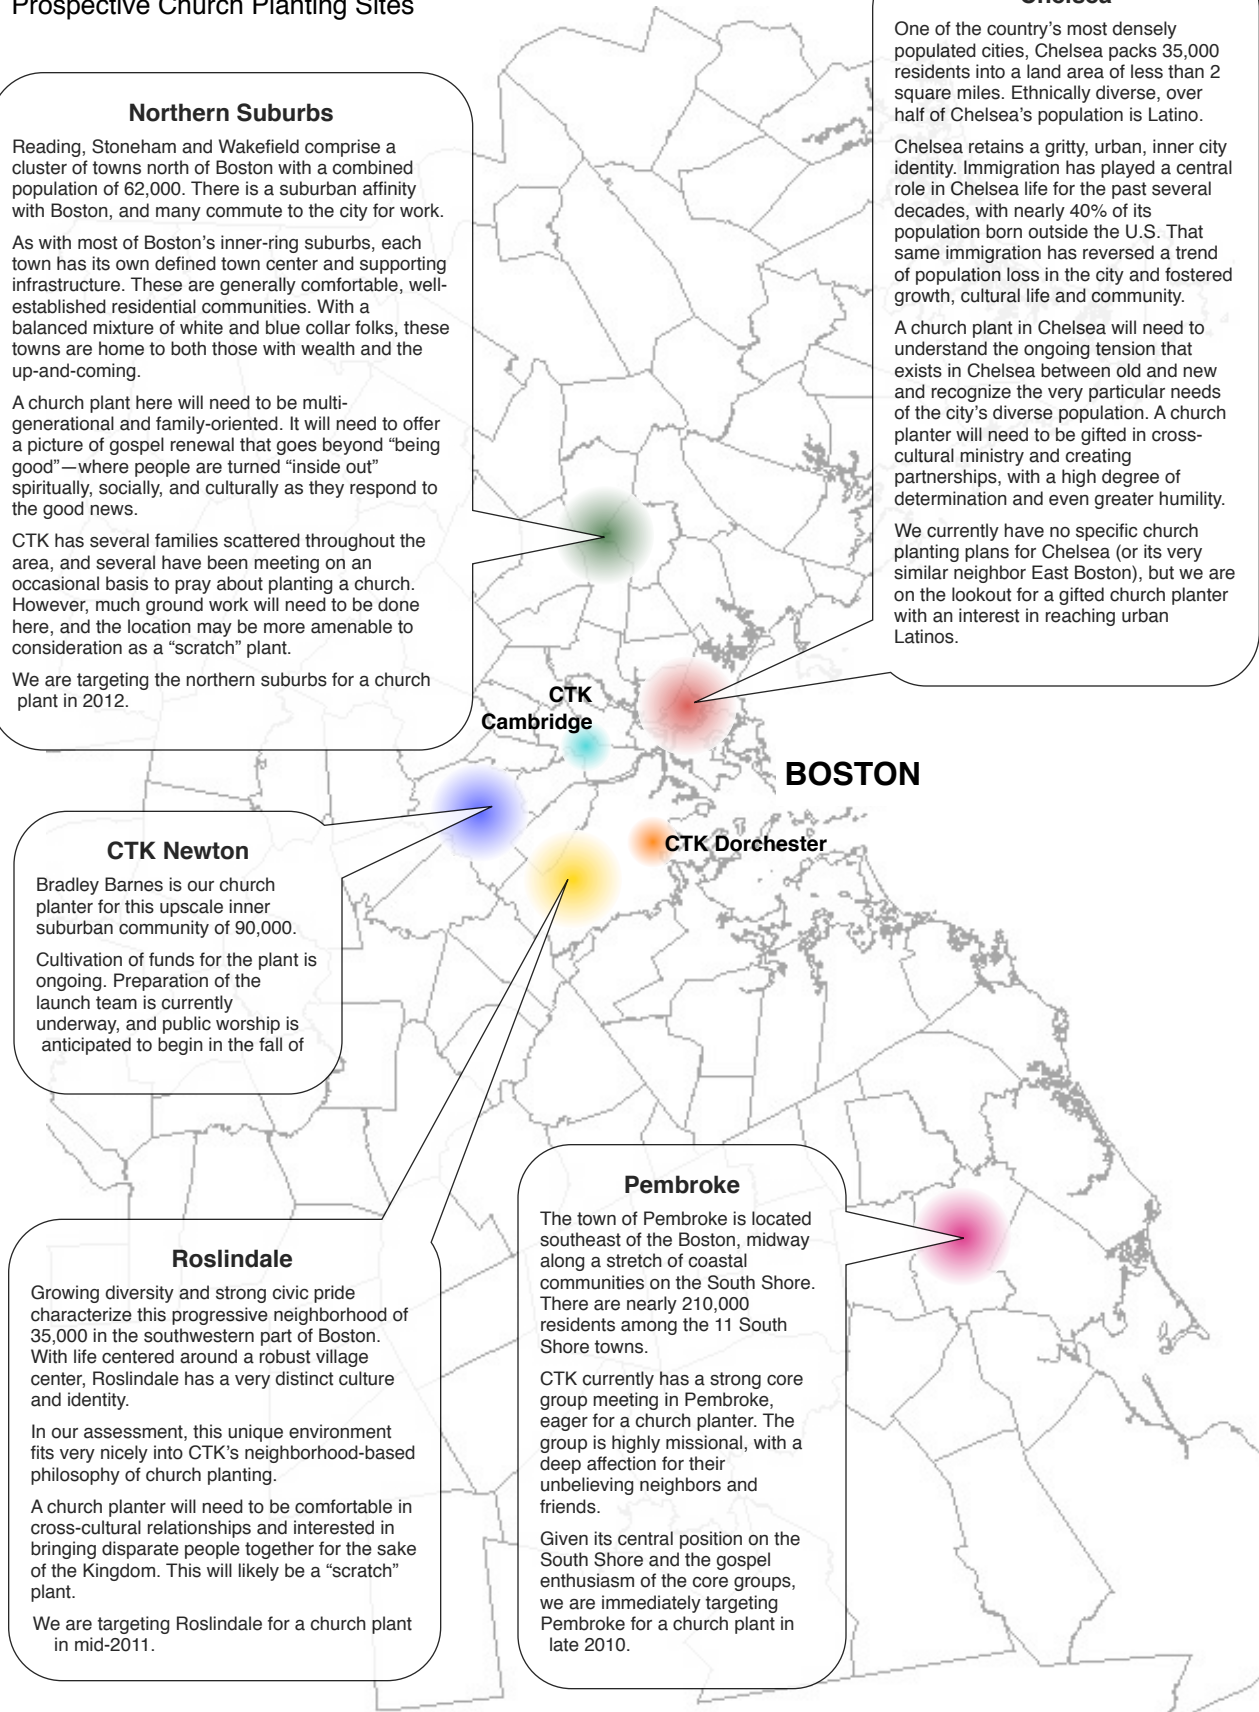 Prospective Church Planting Sites
Northern Suburbs
Reading, Stoneham and Wakefield comprise a
cluster of towns north of Boston with a combined
population of 62,000. There is a suburban affinity
with Boston, and many commute to the city for work.
As with most of Boston’s inner-ring suburbs, each
town has its own defined town center and supporting
infrastructure. These are generally comfortable, well-
established residential communities. With a
balanced mixture of white and blue collar folks, these
towns are home to both those with wealth and the
up-and-coming.
A church plant here will need to be multi-
generational and family-oriented. It will need to offer
a picture of gospel renewal that goes beyond “being
good”—where people are turned “inside out”
spiritually, socially, and culturally as they respond to
the good news.
CTK has several families scattered throughout the
area, and several have been meeting on an
occasional basis to pray about planting a church.
However, much ground work will need to be done
here, and the location may be more amenable to
consideration as a “scratch” plant.
We are targeting the northern suburbs for a church
plant in 2012.
Chelsea
One of the country’s most densely
populated cities, Chelsea packs 35,000
residents into a land area of less than 2
square miles. Ethnically diverse, over
half of Chelsea’s population is Latino.
Chelsea retains a gritty, urban, inner city
identity. Immigration has played a central
role in Chelsea life for the past several
decades, with nearly 40% of its
population born outside the U.S. That
same immigration has reversed a trend
of population loss in the city and fostered
growth, cultural life and community.
A church plant in Chelsea will need to
understand the ongoing tension that
exists in Chelsea between old and new
and recognize the very particular needs
of the city’s diverse population. A church
planter will need to be gifted in cross-
cultural ministry and creating
partnerships, with a high degree of
determination and even greater humility.
We currently have no specific church
planting plans for Chelsea (or its very
similar neighbor East Boston), but we are
on the lookout for a gifted church planter
with an interest in reaching urban
Latinos.
CTK
Cambridge
BOSTON
CTK Dorchester
CTK Newton
Bradley Barnes is our church
planter for this upscale inner
suburban community of 90,000.
Cultivation of funds for the plant is
ongoing. Preparation of the
launch team is currently
underway, and public worship is
anticipated to begin in the fall of
Roslindale
Growing diversity and strong civic pride
characterize this progressive neighborhood of
35,000 in the southwestern part of Boston.
With life centered around a robust village
center, Roslindale has a very distinct culture
and identity.
In our assessment, this unique environment
fits very nicely into CTK’s neighborhood-based
philosophy of church planting.
A church planter will need to be comfortable in
cross-cultural relationships and interested in
bringing disparate people together for the sake
of the Kingdom. This will likely be a “scratch”
plant.
We are targeting Roslindale for a church plant
in mid-2011.
Pembroke
The town of Pembroke is located
southeast of the Boston, midway
along a stretch of coastal
communities on the South Shore.
There are nearly 210,000
residents among the 11 South
Shore towns.
CTK currently has a strong core
group meeting in Pembroke,
eager for a church planter. The
group is highly missional, with a
deep affection for their
unbelieving neighbors and
friends.
Given its central position on the
South Shore and the gospel
enthusiasm of the core groups,
we are immediately targeting
Pembroke for a church plant in
late 2010.